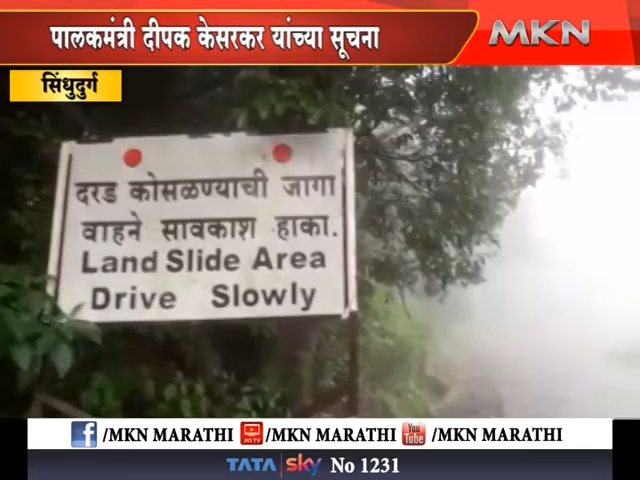 पालकमंत्री दीपक केसरकर यांच्या सूचना
MKN
सिंधुदुर्ग
दरड कोसळण्याची जागा
वाहने सावकाश हाका.
Land Slide Area
Drive Slowly
/MKN MARATHI /MKN MARATHI /MKN MARATHI
TATA sky No 1231